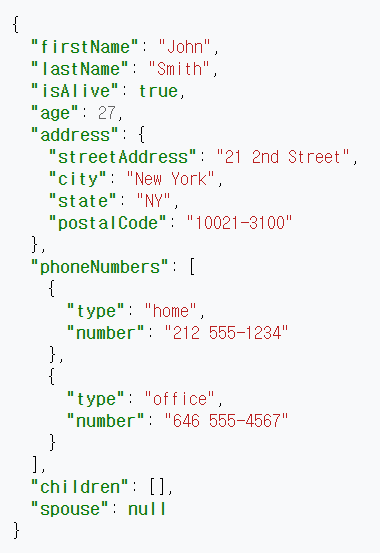 {
  "firstName": "John",
  "lastName": "Smith",
  "isAlive": true,
  "age": 27,
  "address": {
    "streetAddress": "21 2nd Street",
    "city": "New York",
    "state": "NY",
    "postalCode": "10021-3100"
  },
  "phoneNumbers": [
    {
      "type": "home",
      "number": "212 555-1234"
    },
    {
      "type": "office",
      "number": "646 555-4567"
    }
  ],
  "children": [],
  "spouse": null
}